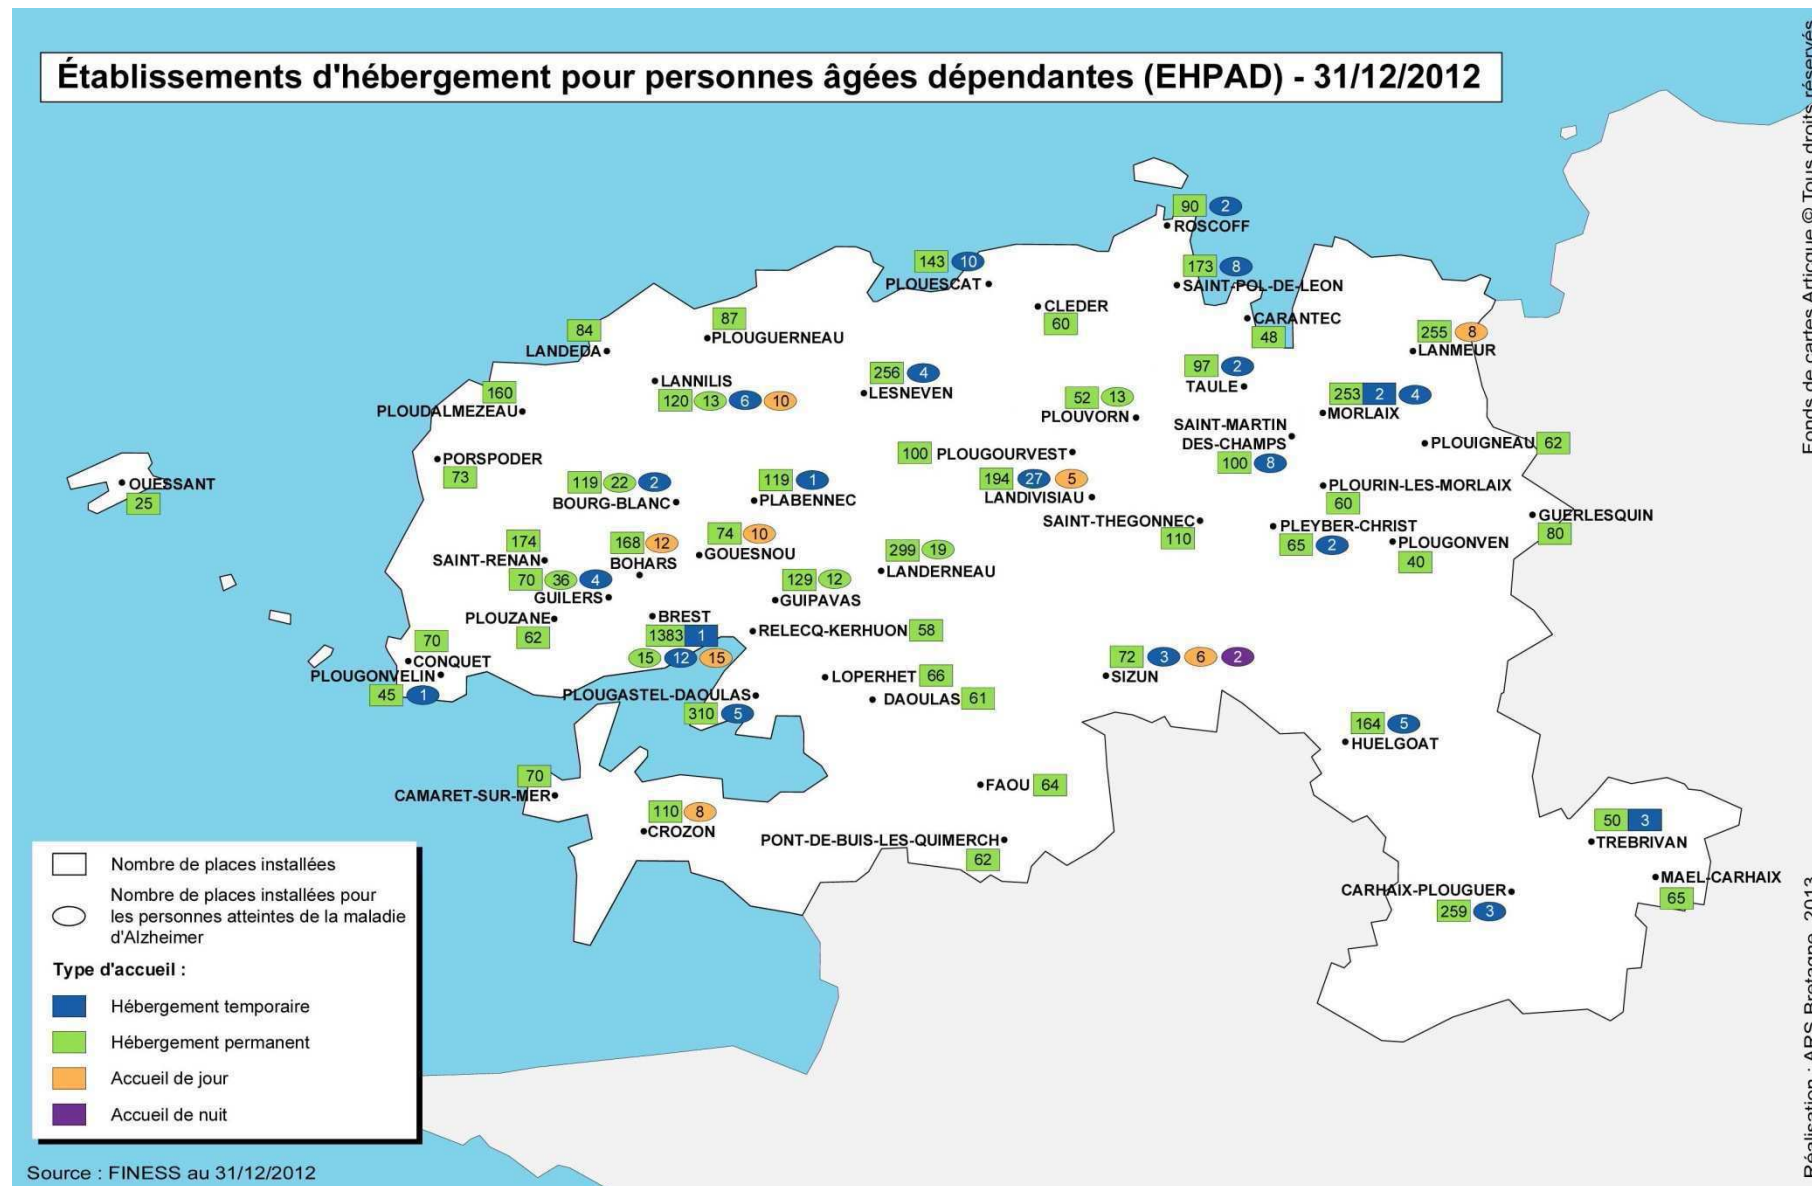 Établissements d'hébergement pour personnes âgées dépendantes (EHPAD) - 31/12/2012
Fonds de cartes Articque © Tous droits réservés
90 2
ROSCOFF
143 10
PLOUESCAT
173 8
SAINT-POL-DE-LEON
CLEDER
60
CARANTEC
48
87
PLOUGUERNEAU
84
LANDEDA
255 8
LANMEUR
LANNILIS
120 13 6 10
256 4
LESNEVEN
97 2
TAULE
160
PLOUDALMEZEAU
52 13
PLOUVORN
253 2 4
MORLAIX
SAINT-MARTIN
DES-CHAMPS
100 8
PLOUIGNEAU 62
100 PLOUGOURVEST
PORSPODER
73
OUESSANT
25
119 22 2
BOURG-BLANC
119 1
PLABENNEC
194 27 5
LANDIVISIAU
PLOURIN-LES-MORLAIX
60
SAINT-THEGONNEC
110
PLEYBER-CHRIST
65 2
GUERLESQUIN
80
PLOUGONVEN
40
174
SAINT-RENAN
168 12
BOHARS
74 10
GOUESNOU
299 19
LANDERNEAU
70 36 4
GUILERS
129 12
GUIPAVAS
PLOUZANE
62
BREST
1383 1
15 12 15
RELECQ-KERHUON 58
70
CONQUET
PLOUGONVELIN
45 1
LOPERHET 66
72 3 6 2
SIZUN
PLOUGASTEL-DAOULAS
310 5
DAOULAS 61
164 5
HUELGOAT
70
CAMARET-SUR-MER
FAOU 64
110 8
CROZON
PONT-DE-BUIS-LES-QUIMERCH
62
50 3
TREBRIVAN
MAEL-CARHAIX
65
CARHAIX-PLOUGUER
259 3
Nombre de places installées
Nombre de places installées pour
les personnes atteintes de la maladie
d'Alzheimer
Type d'accueil :
Hébergement temporaire
Hébergement permanent
Accueil de jour
Accueil de nuit
Source : FINESS au 31/12/2012
Réalisation : ARS Bretagne, 2013